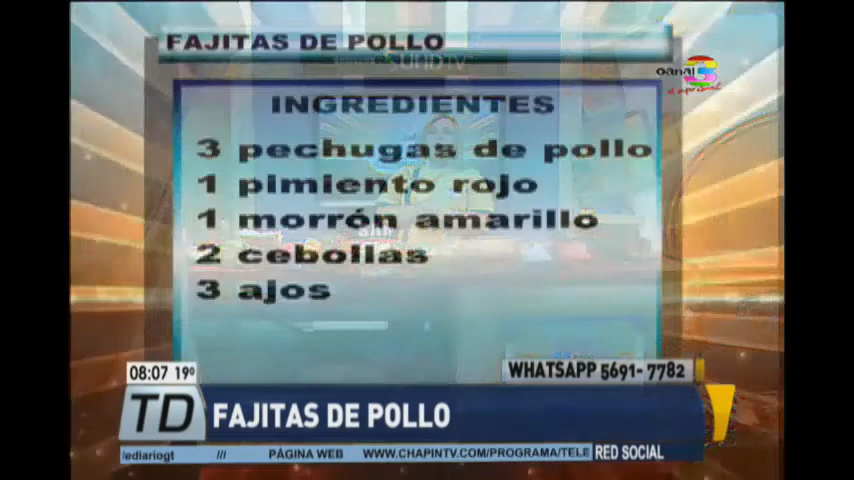 FAJITAS DE POLLO
canal 3
INGREDIENTES
3 pechugas de pollo
1 pimiento rojo
1 morrón amarillo
2 cebollas
3 ajos
08:07 19º
WHATSAPP 5691-7782
TD
FAJITAS DE POLLO
lediariogt /// PÁGINA WEB WWW.CHAPINTV.COM/PROGRAMA/TELE
RED SOCIAL